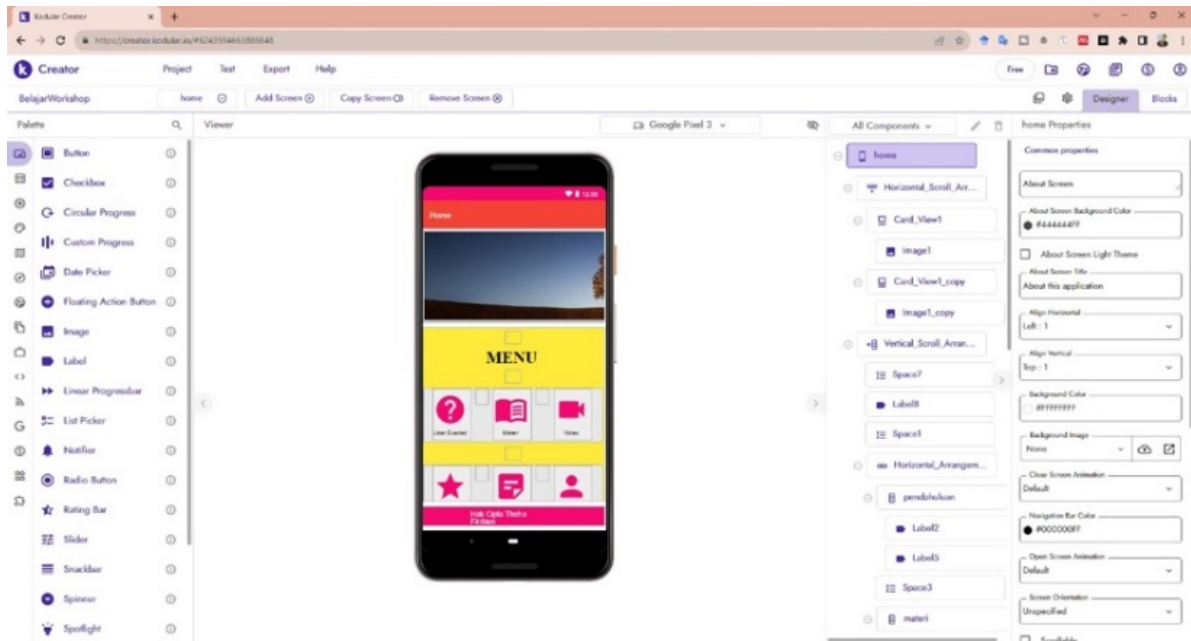 Kodular Creator
https://creator.kodular.io/#6243594663886848
Creator Project Test Export Help Free
BelajarWorkshop home Add Screen Copy Screen Remove Screen Designer Blocks
Palette Viewer Google Pixel 3 All Components home Properties
Button
Checkbox
Circular Progress
Custom Progress
Date Picker
Floating Action Button
Image
Label
Linear Progressbar
List Picker
Notifier
Radio Button
Rating Bar
Slider
Snackbar
Spinner
Spotlight
12:00
Home
MENU
Materi
Video
Hak Cipta
home
Horizontal_Scroll_Arr...
Card_View1
Image1
Card_View1_copy
Image1_copy
Vertical_Scroll_Arran...
Space7
Label8
Space1
Horizontal_Arrangem...
pendahuluan
Label2
Label5
Space3
materi
Common properties
About Screen
About Screen Background Color
#444444FF
About Screen Light Theme
About Screen Title
About this application
Align Horizontal
Left : 1
Align Vertical
Top : 1
Background Color
#FFFFFFFF
Background Image
None
Close Screen Animation
Default
Navigation Bar Color
#000000FF
Open Screen Animation
Default
Screen Orientation
Unspecified
Scrollable